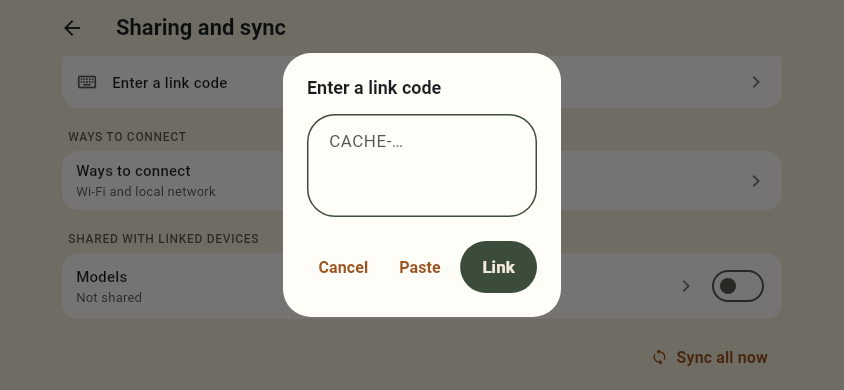 Sharing and sync
Enter a link code
WAYS TO CONNECT
Ways to connect
Wi-Fi and local network
SHARED WITH LINKED DEVICES
Models
Not shared
Sync all now
Enter a link code
CACHE-…
Cancel
Paste
Link